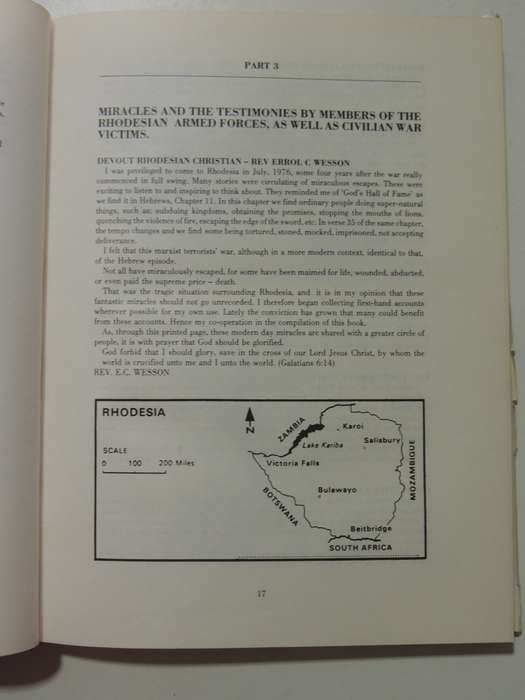 PART 3
MIRACLES AND THE TESTIMONIES BY MEMBERS OF THE
RHODESIAN ARMED FORCES, AS WELL AS CIVILIAN WAR
VICTIMS.
DEVOUT RHODESIAN CHRISTIAN – REV ERROL C WESSON
I was privileged to come to Rhodesia in July, 1976, some four years after the war really
commenced in full swing. Many stories were circulating of miraculous escapes. These were
exciting to listen to and inspiring to think about. They reminded me of 'God's Hall of Fame' as
we find it in Hebrews, Chapter 11. In this chapter we find ordinary people doing super-natural
things, such as; subduing kingdoms, obtaining the promises, stopping the mouths of lions,
quenching the violence of fire, escaping the edge of the sword, etc. In verse 35 of the same chapter,
the tempo changes and we find some being tortured, stoned, mocked, imprisoned, not accepting
deliverance.
I felt that this marxist terrorists' war, although in a more modern context, identical to that,
of the Hebrew episode.
Not all have miraculously escaped, for some have been maimed for life, wounded, abducted,
or even paid the supreme price – death.
That was the tragic situation surrounding Rhodesia, and it is in my opinion that these
fantastic miracles should not go unrecorded. I therefore began collecting first-hand accounts
wherever possible for my own use. Lately the conviction has grown that many could benefit
from these accounts. Hence my co-operation in the compilation of this book.
As, through this printed page, these modern day miracles are shared with a greater circle of
people, it is with prayer that God should be glorified.
God forbid that I should glory, save in the cross of our Lord Jesus Christ, by whom the
world is crucified unto me and I unto the world. (Galatians 6:14)
REV. E.C. WESSON
RHODESIA
N
ZAMBIA
Karoi
Lake Kariba
Salisbury
SCALE
0 100 200 Miles
Victoria Falls
MOZAMBIQUE
Bulawayo
BOTSWANA
Beitbridge
SOUTH AFRICA
17